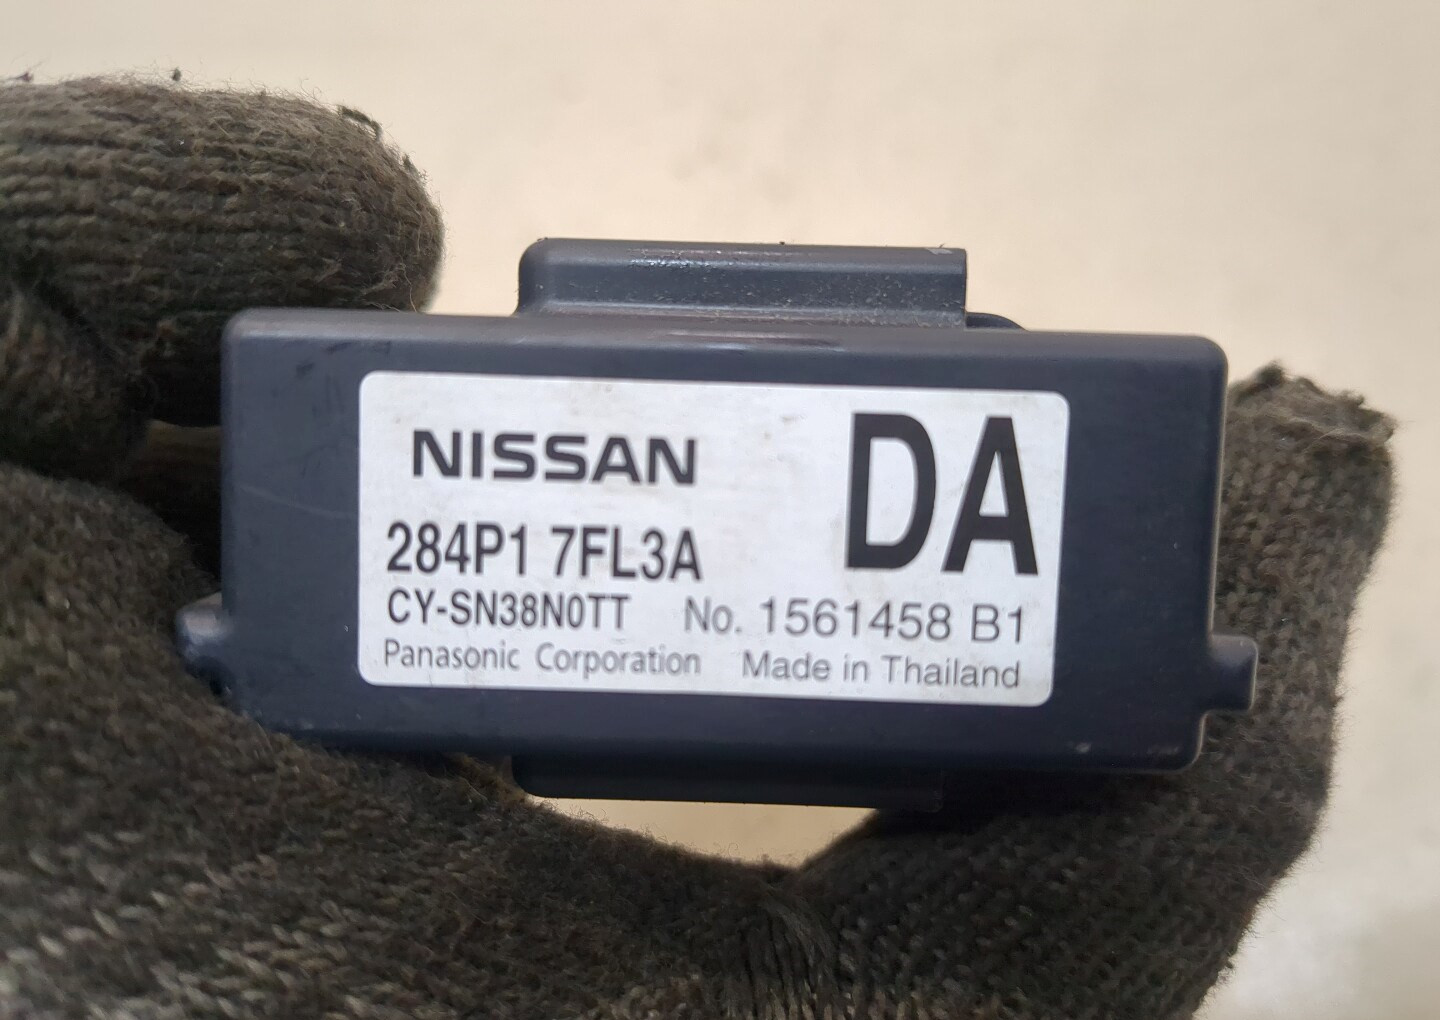 NISSAN
DA
284P1 7FL3A
CY-SN38N0TT No. 1561458 B1
Panasonic Corporation Made in Thailand